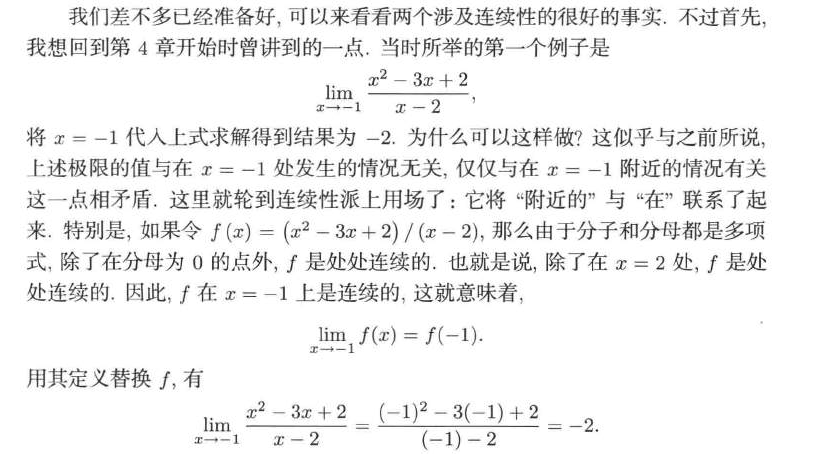 我们差不多已经准备好, 可以来看看两个涉及连续性的很好的事实. 不过首先,
我想回到第 4 章开始时曾讲到的一点. 当时所举的第一个例子是
lim_{x→−1} (x² − 3x + 2)/(x − 2),
将 x = −1 代入上式求解得到结果为 −2. 为什么可以这样做? 这似乎与之前所说,
上述极限的值与在 x = −1 处发生的情况无关, 仅仅与在 x = −1 附近的情况有关
这一点相矛盾. 这里就轮到连续性派上用场了: 它将 “附近的” 与 “在” 联系了起
来. 特别是, 如果令 f (x) = (x² − 3x + 2) / (x − 2), 那么由于分子和分母都是多项
式, 除了在分母为 0 的点外, f 是处处连续的. 也就是说, 除了在 x = 2 处, f 是处
处连续的. 因此, f 在 x = −1 上是连续的, 这就意味着,
lim_{x→−1} f(x) = f(−1).
用其定义替换 f, 有
lim_{x→−1} (x² − 3x + 2)/(x − 2) = ((−1)² − 3(−1) + 2)/((−1) − 2) = −2.